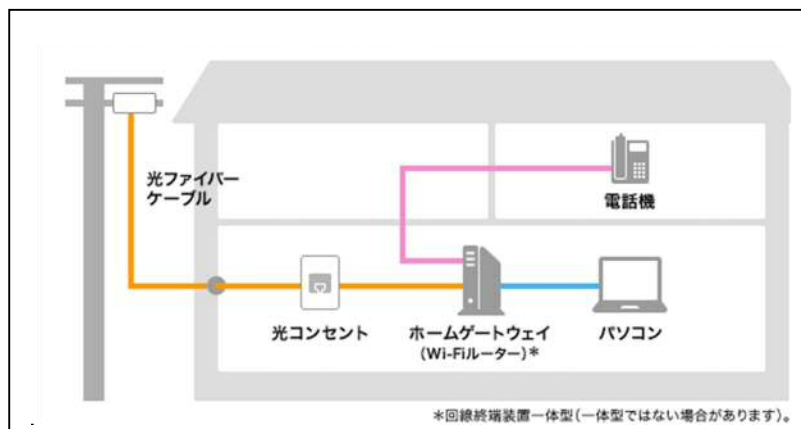 光ファイバー
ケーブル
電話機
光コンセント
ホームゲートウェイ
(Wi-Fiルーター)＊
パソコン
＊回線終端装置一体型(一体型ではない場合があります)。